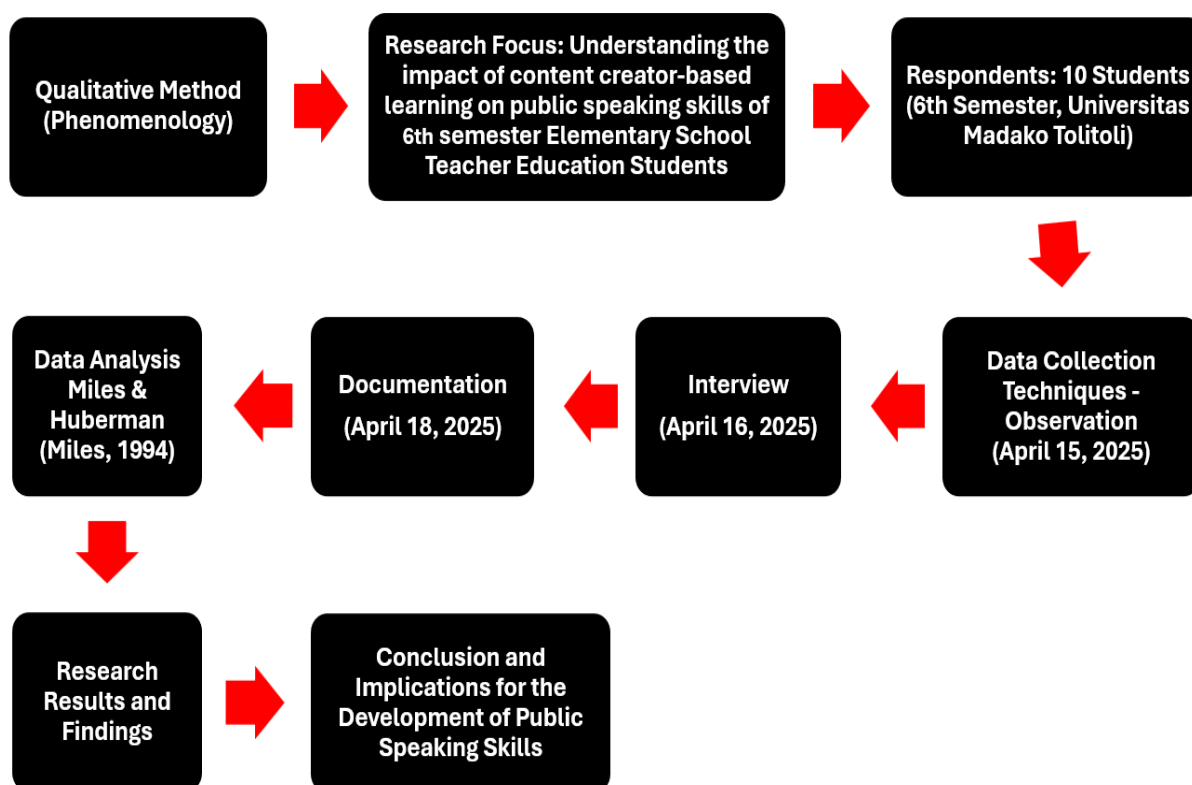 Qualitative Method
(Phenomenology)
Research Focus: Understanding the
impact of content creator-based
learning on public speaking skills of
6th semester Elementary School
Teacher Education Students
Respondents: 10 Students
(6th Semester, Universitas
Madako Tolitoli)
Data Collection
Techniques -
Observation
(April 15, 2025)
Interview
(April 16, 2025)
Documentation
(April 18, 2025)
Data Analysis
Miles &
Huberman
(Miles, 1994)
Research
Results and
Findings
Conclusion and
Implications for the
Development of Public
Speaking Skills